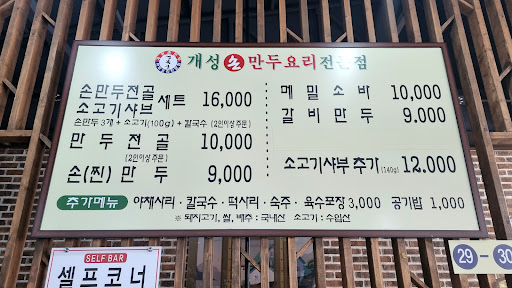 개성 손 만두요리전문점
손만두전골
소고기샤브 세트 16,000
손만두 3개 + 소고기(100g) + 칼국수 (2인이상 주문)
만두전골 10,000
(2인이상 주문)
손(찐)만두 9,000
메밀소바 10,000
갈비만두 9.000
소고기샤부 추가 (140g) 12.000
추가메뉴 야채사리 · 칼국수 · 떡사리 · 숙주 · 육수포장 3,000 공기밥 1,000
※ 돼지고기, 쌀, 배추 : 국내산 소고기 : 수입산
SELF BAR
셀프코너
29 - 30